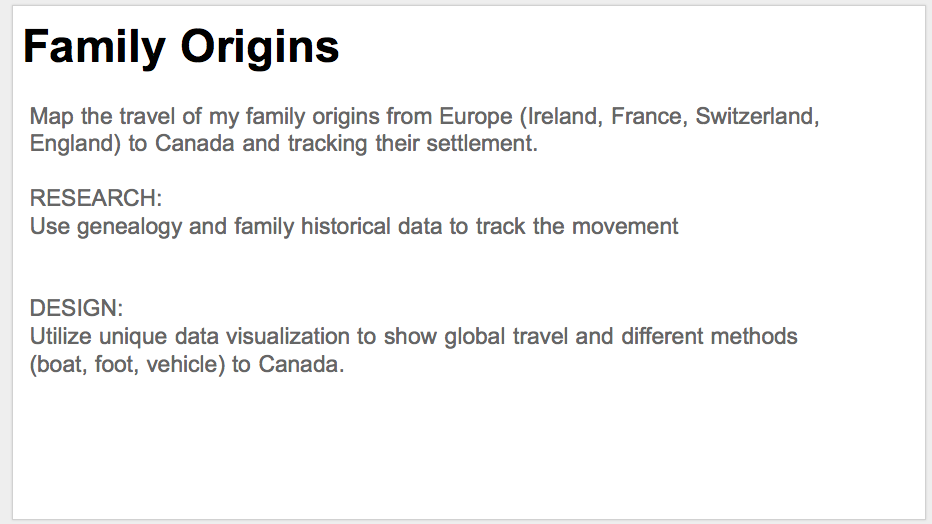 Family Origins
Map the travel of my family origins from Europe (Ireland, France, Switzerland,
England) to Canada and tracking their settlement.
RESEARCH:
Use genealogy and family historical data to track the movement
DESIGN:
Utilize unique data visualization to show global travel and different methods
(boat, foot, vehicle) to Canada.